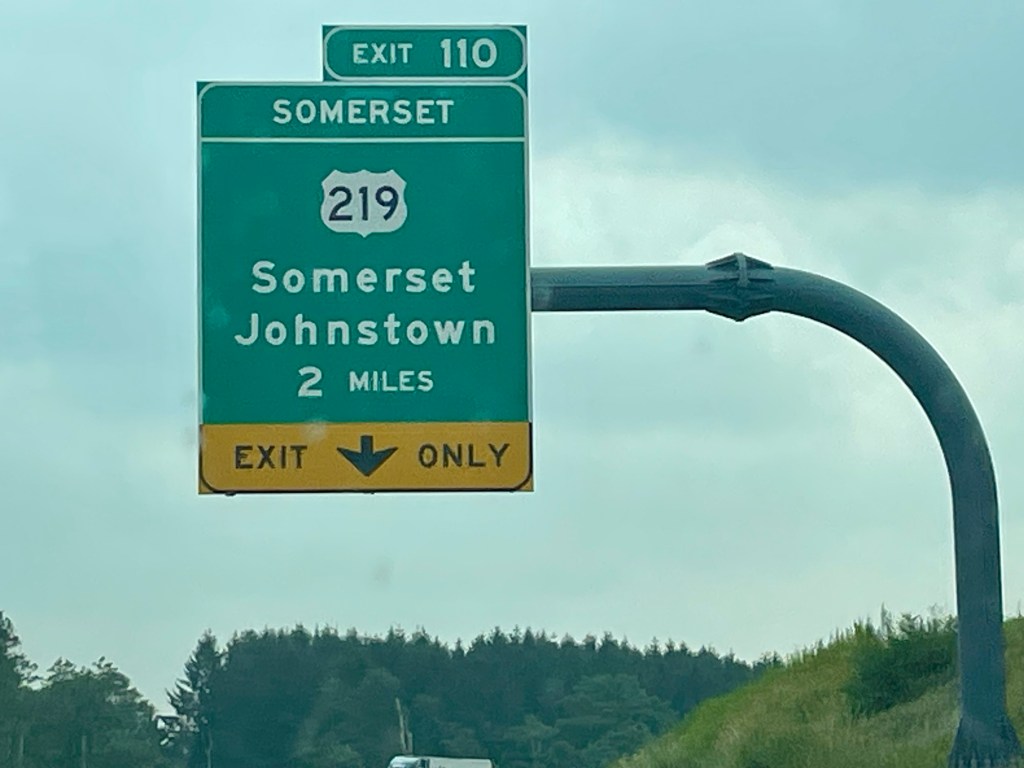 EXIT 110
SOMERSET
219
Somerset
Johnstown
2 MILES
EXIT ONLY